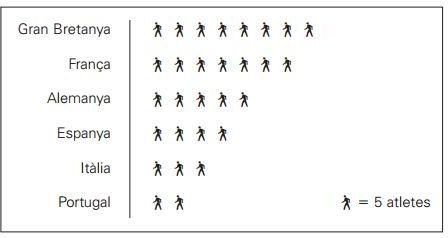 Gran Bretanya
França
Alemanya
Espanya
Itàlia
Portugal
= 5 atletes